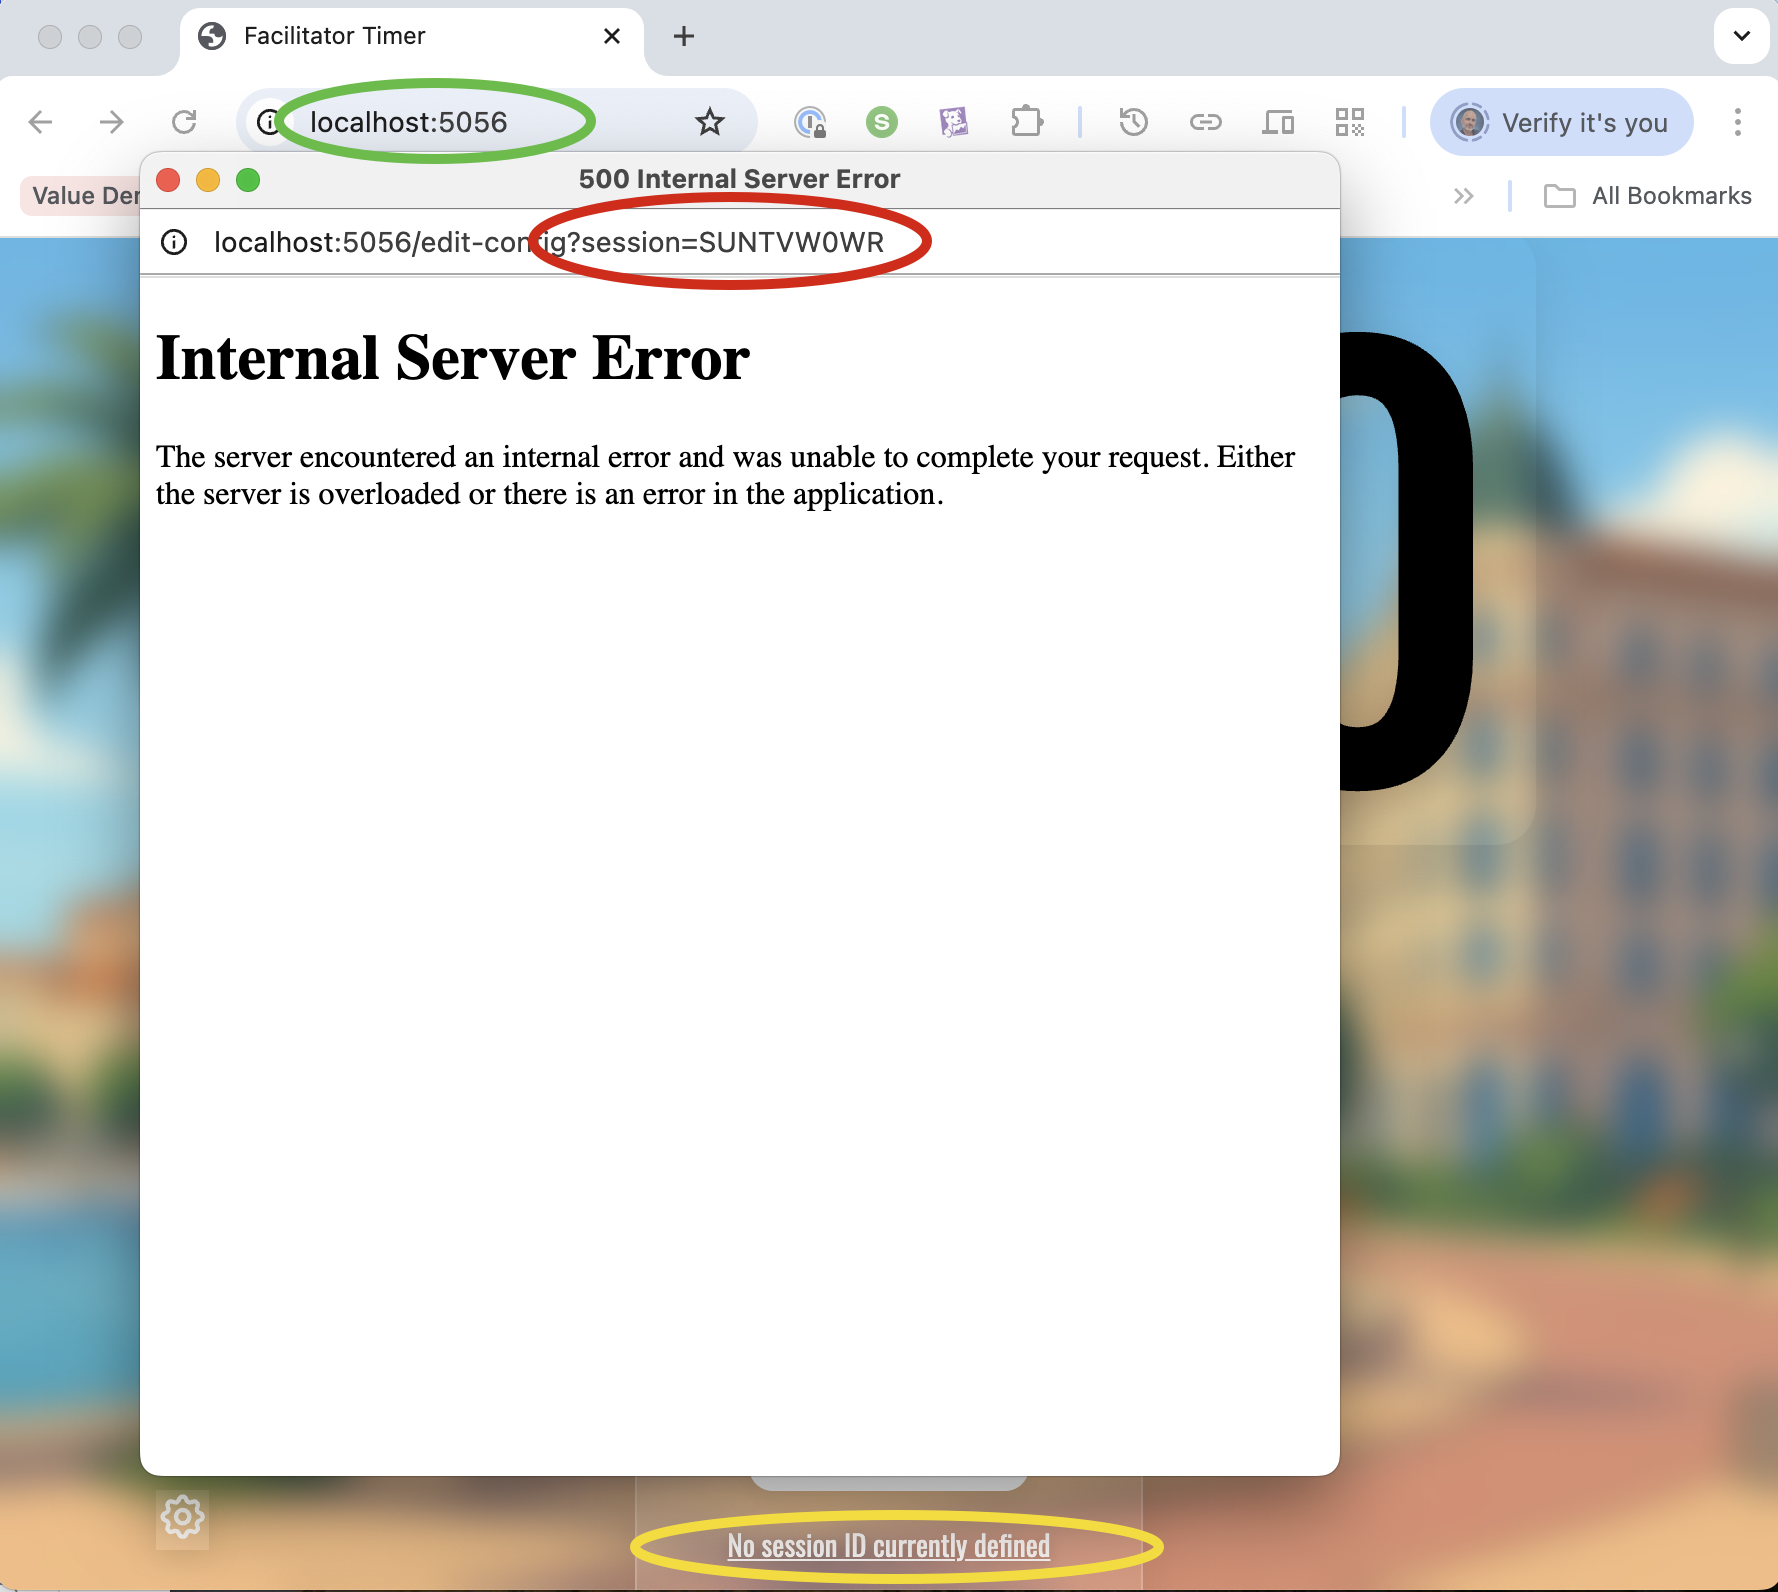 Facilitator Timer
localhost:5056
S
Verify it's you
Value Der
All Bookmarks
500 Internal Server Error
localhost:5056/edit-config?session=SUNTVW0WR
Internal Server Error
The server encountered an internal error and was unable to complete your request. Either
the server is overloaded or there is an error in the application.
0
No session ID currently defined